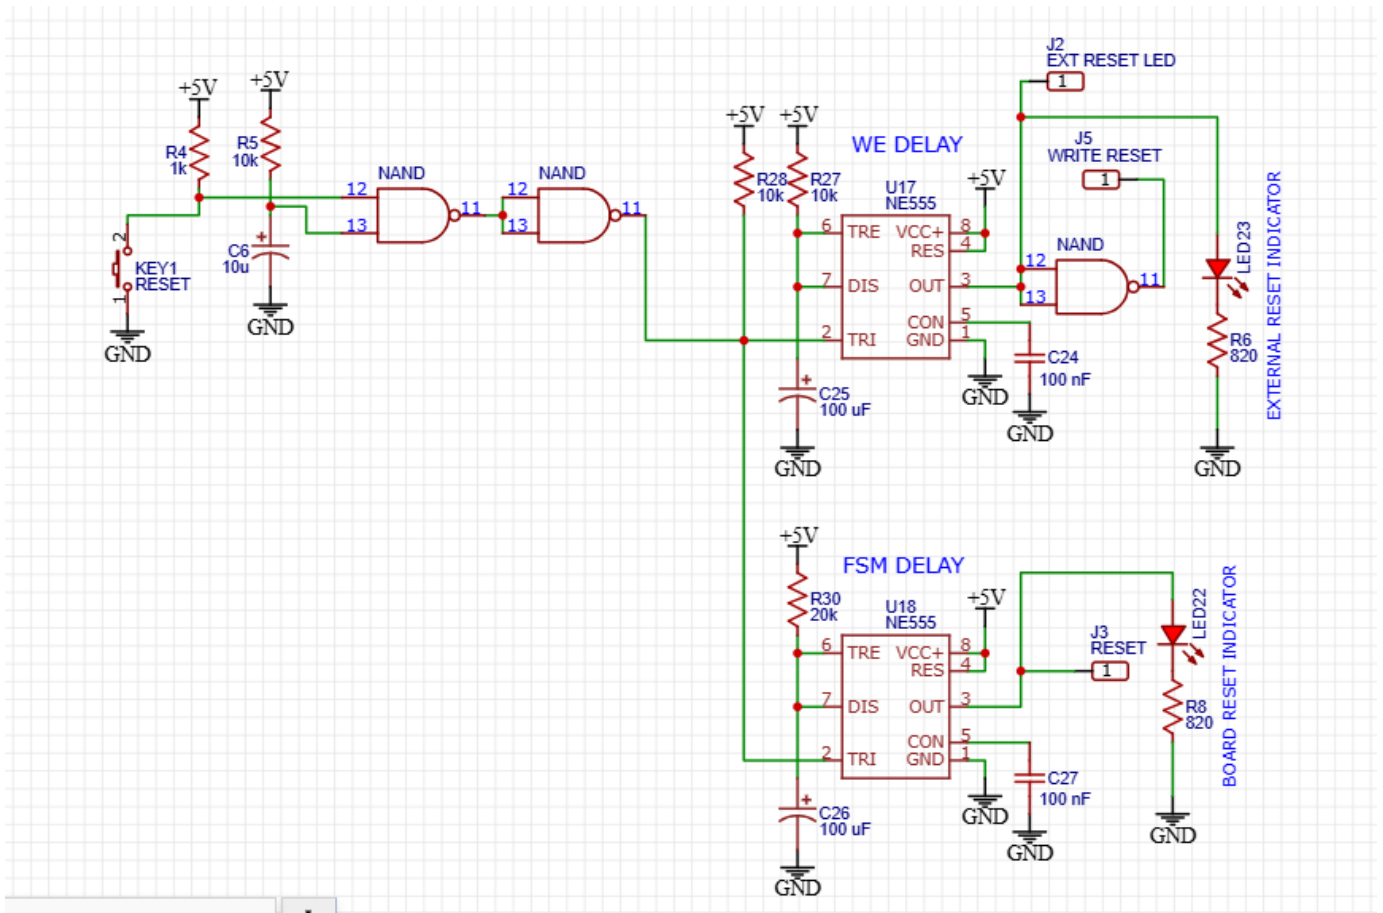 J2
EXT RESET LED
1
+5V
+5V
R4
1k
R5
10k
NAND
12
13
11
NAND
12
13
11
C6
10u
+
2
1
KEY1
RESET
GND
GND
+5V
+5V
WE DELAY
R28
10k
R27
10k
U17
NE555
+5V
6
TRE
VCC+
8
RES
4
7
DIS
OUT
3
CON
5
2
TRI
GND
1
J5
WRITE RESET
1
NAND
12
13
11
LED23
R6
820
EXTERNAL RESET INDICATOR
+
C25
100 uF
GND
GND
C24
100 nF
GND
GND
+5V
FSM DELAY
R30
20k
U18
NE555
+5V
6
TRE
VCC+
8
RES
4
7
DIS
OUT
3
CON
5
2
TRI
GND
1
J3
RESET
1
LED22
R8
820
BOARD RESET INDICATOR
+
C26
100 uF
GND
GND
C27
100 nF
GND
GND